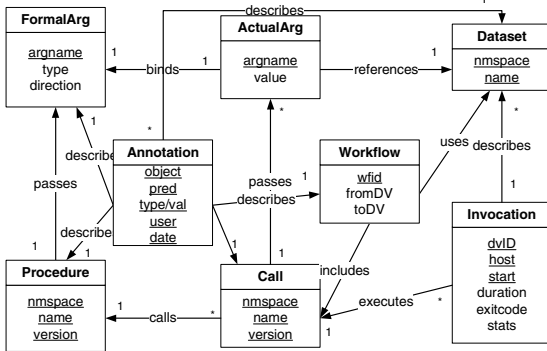 describes
FormalArg
argname
type
direction
ActualArg
argname
value
Dataset
nmspace
name
1
binds
1
1
references
1
1
describe
*
Annotation
object
pred
type/val
user
date
*
*
*
uses
describes
passes
passes
describes
1
Workflow
wfid
fromDV
toDV
describe
1
1
1
1
1
Invocation
dvID
host
start
duration
exitcode
stats
Procedure
nmspace
name
version
Call
nmspace
name
version
includes
1
calls
*
executes
*
1
1